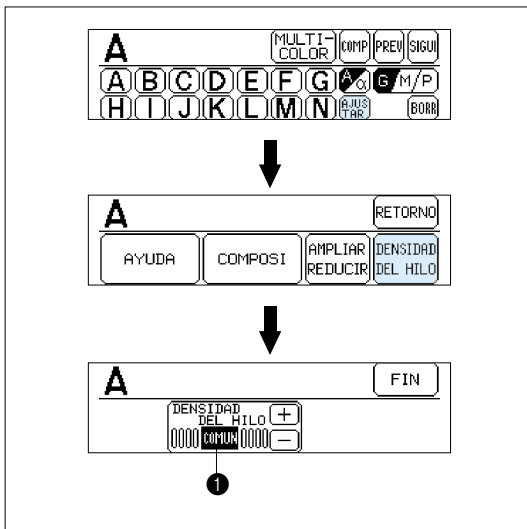 A
MULTI-
COLOR
COMP
PREV
SIGUI
A B C D E F G A/α G/M/P
H I J K L M N AJUS
TAR
BORR
A
RETORNO
AYUDA
COMPOSI
AMPLIAR
REDUCIR
DENSIDAD
DEL HILO
A
FIN
DENSIDAD
DEL HILO
+
COMUN
−
1